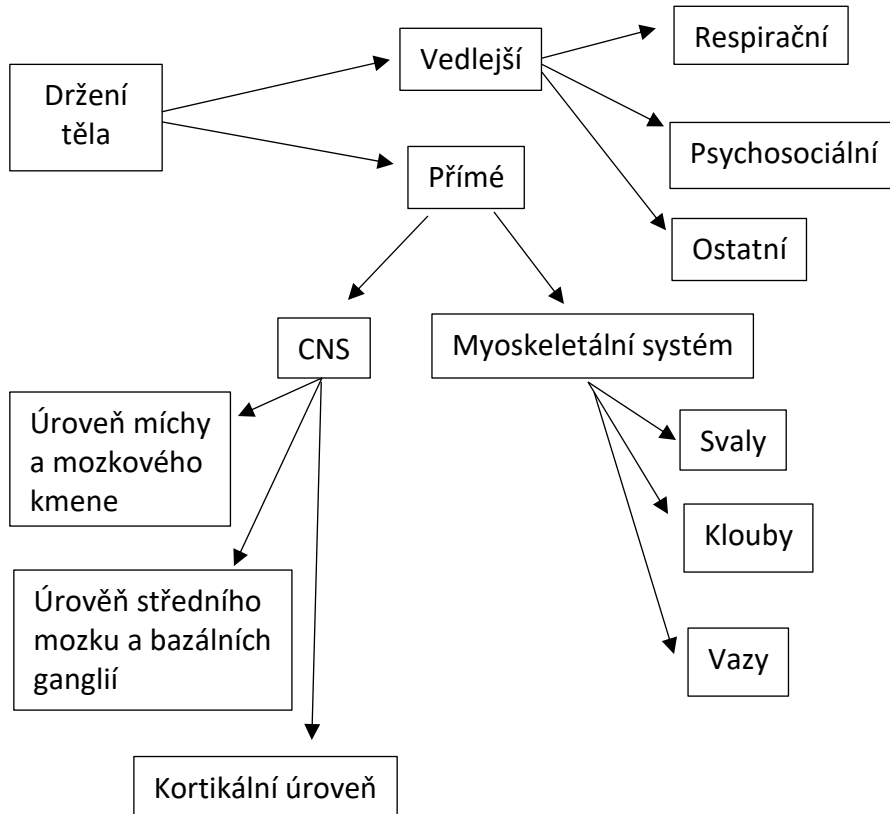 Držení
těla
Vedlejší
Respirační
Psychosociální
Ostatní
Přímé
CNS
Myoskeletální systém
Úroveň míchy
a mozkového
kmene
Svaly
Klouby
Úrověň středního
mozku a bazálních
ganglií
Vazy
Kortikální úroveň